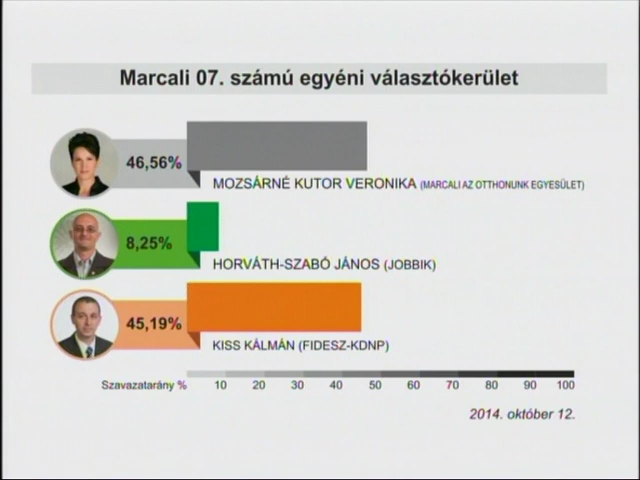 Marcali 07. számú egyéni választókerület
46,56%
MOZSÁRNÉ KUTOR VERONIKA (MARCALI AZ OTTHONUNK EGYESÜLET)
8,25%
HORVÁTH-SZABÓ JÁNOS (JOBBIK)
45,19%
KISS KÁLMÁN (FIDESZ-KDNP)
Szavazatarány % 10 20 30 40 50 60 70 80 90 100
2014. október 12.